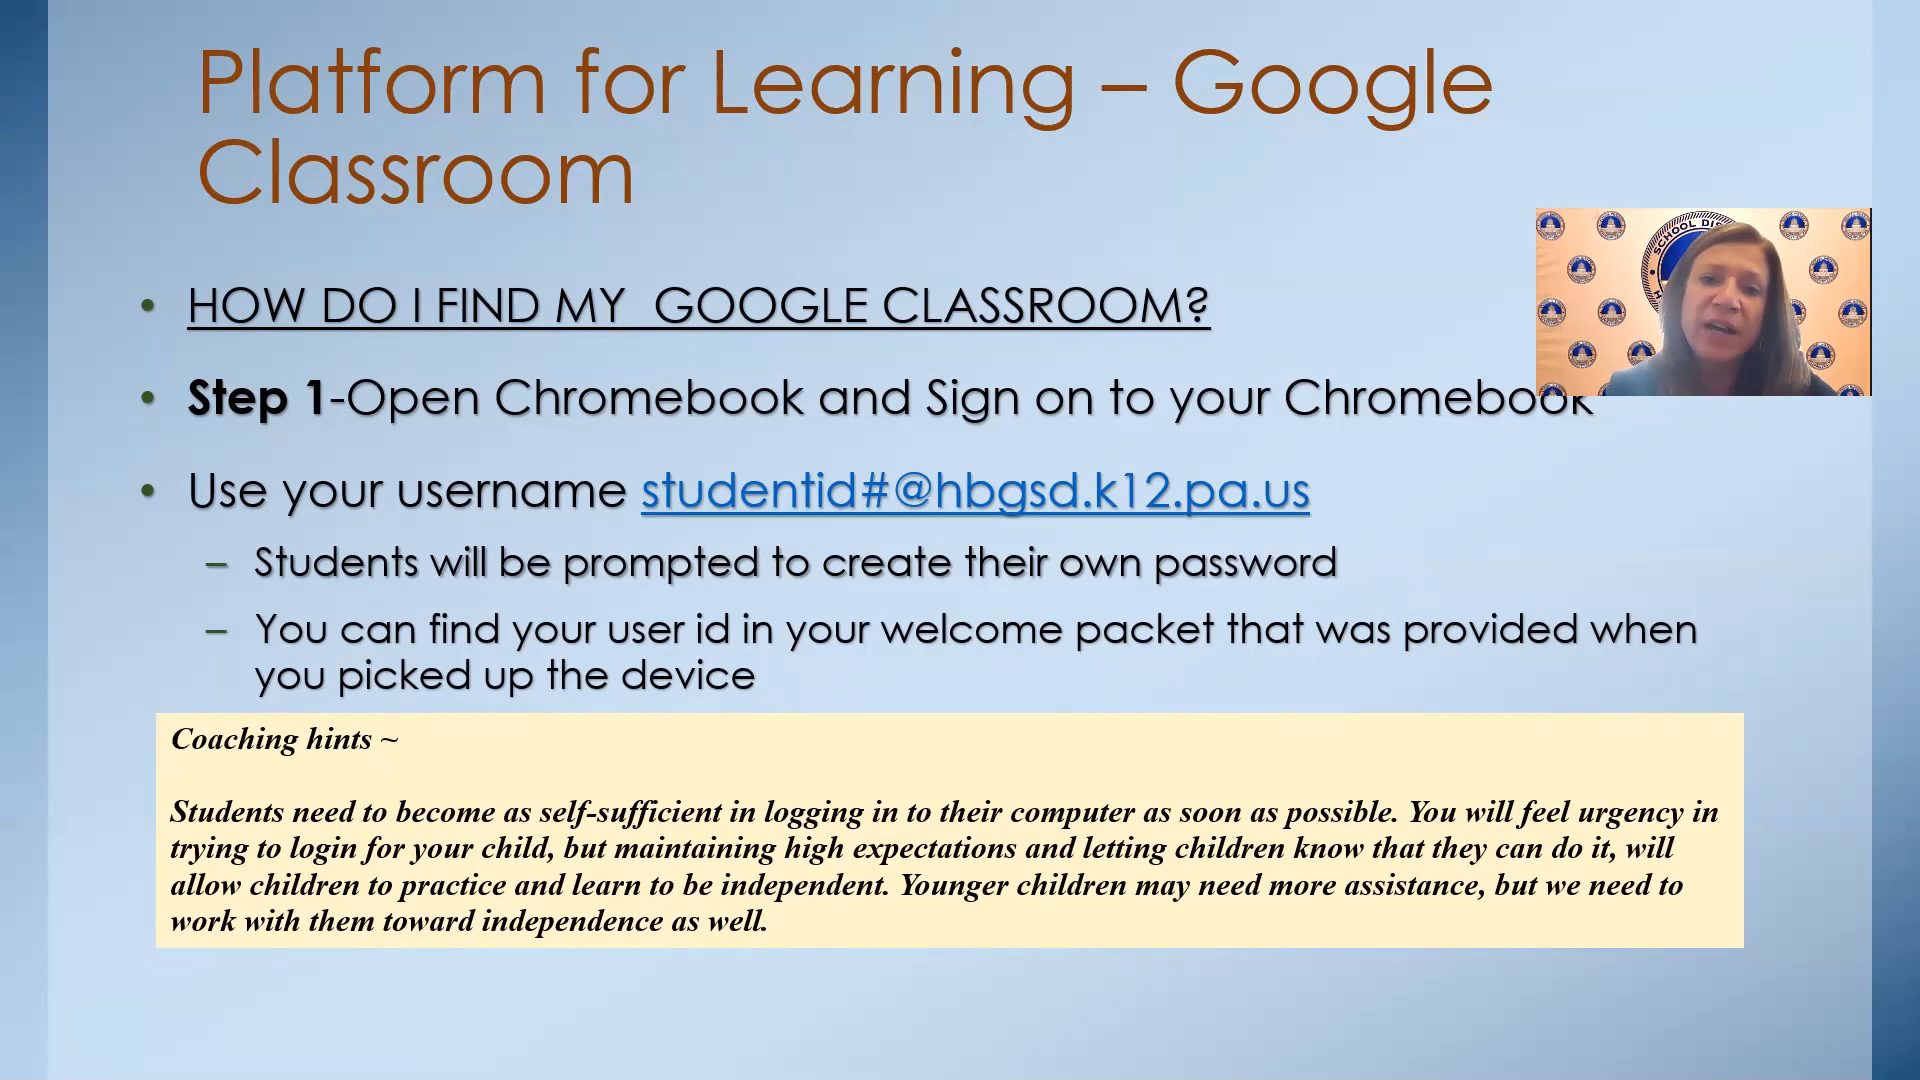 Platform for Learning – Google
Classroom
• HOW DO I FIND MY  GOOGLE CLASSROOM?
• Step 1-Open Chromebook and Sign on to your Chromebook
• Use your username studentid#@hbgsd.k12.pa.us
– Students will be prompted to create their own password
– You can find your user id in your welcome packet that was provided when
you picked up the device
SCHOOL DIS
Coaching hints ~
Students need to become as self-sufficient in logging in to their computer as soon as possible. You will feel urgency in
trying to login for your child, but maintaining high expectations and letting children know that they can do it, will
allow children to practice and learn to be independent. Younger children may need more assistance, but we need to
work with them toward independence as well.